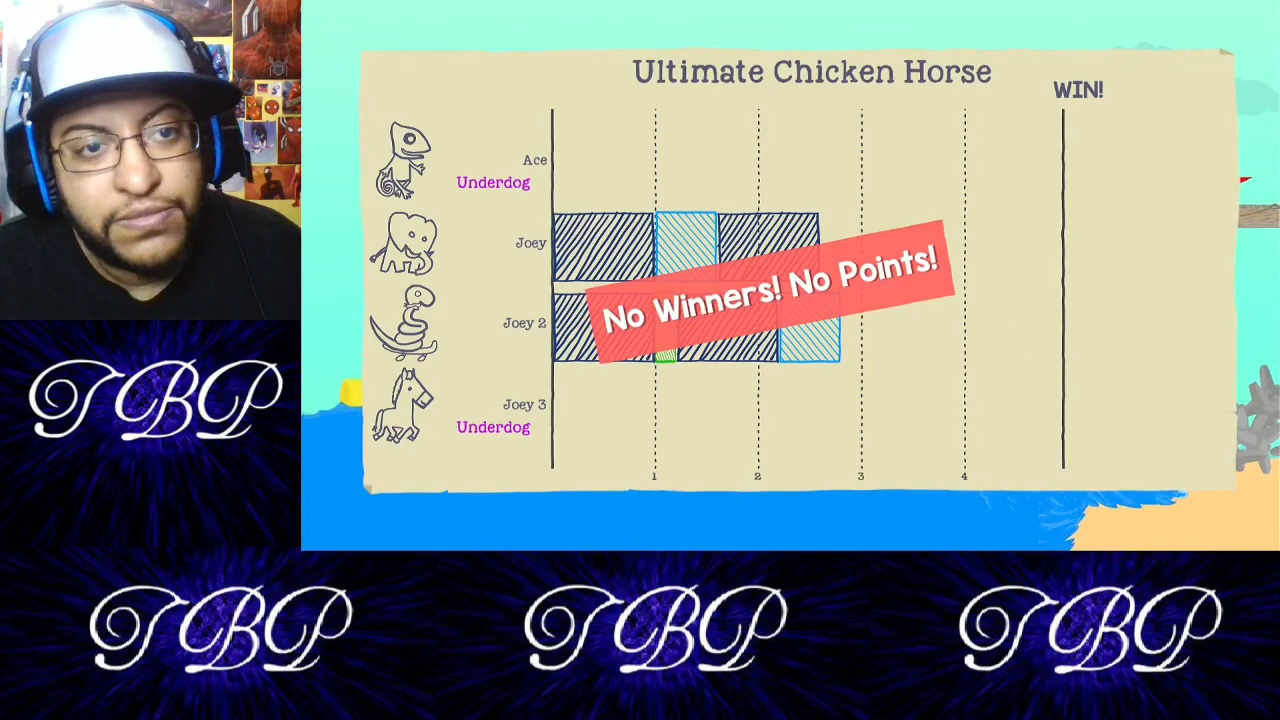 Ultimate Chicken Horse
WIN!
Ace
Underdog
Joey
No Winners! No Points!
Joey 2
Joey 3
Underdog
1 2 3 4
TBP
TBP TBP TBP